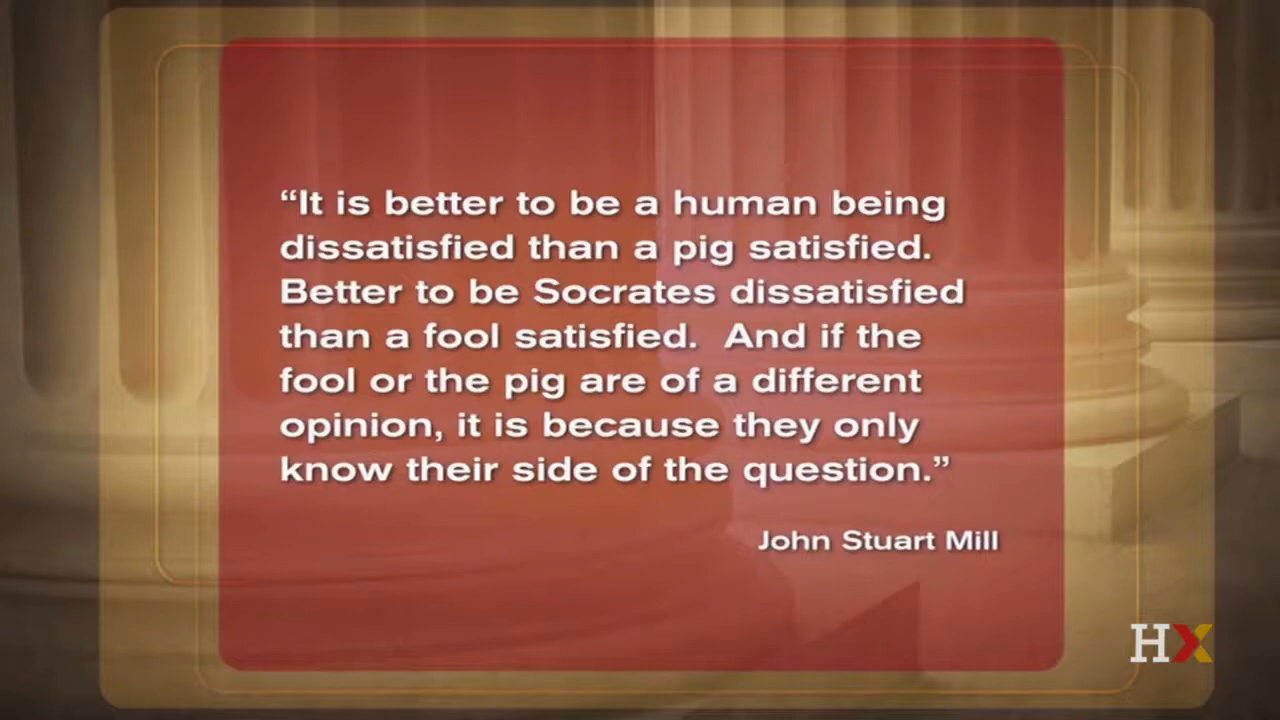 “It is better to be a human being
dissatisfied than a pig satisfied.
Better to be Socrates dissatisfied
than a fool satisfied.  And if the
fool or the pig are of a different
opinion, it is because they only
know their side of the question.”
John Stuart Mill
HX